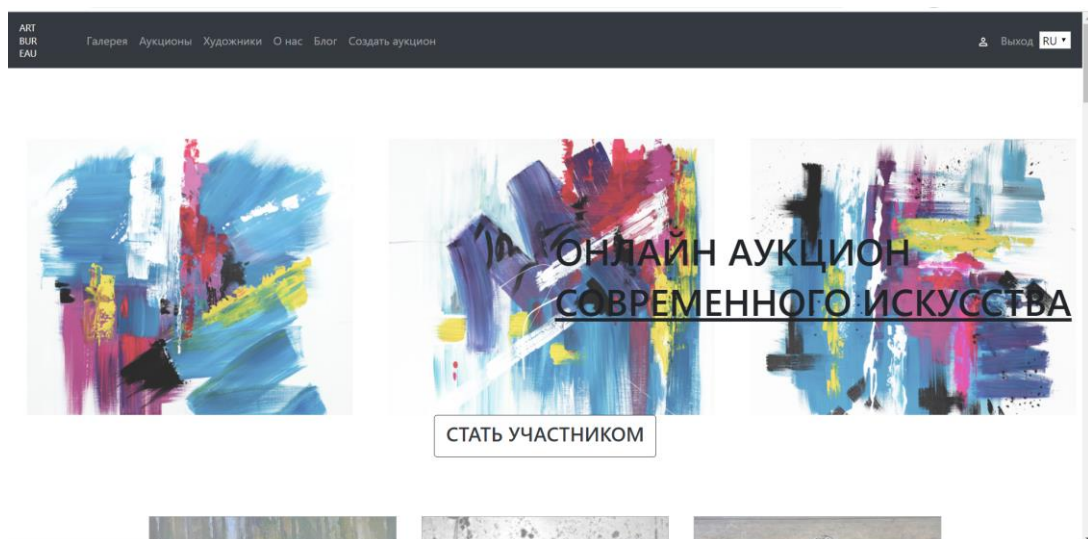 ART
BUR
EAU
Галерея Аукционы Художники О нас Блог Создать аукцион
Выход RU
ОНЛАЙН АУКЦИОН
СОВРЕМЕННОГО ИСКУССТВА
СТАТЬ УЧАСТНИКОМ